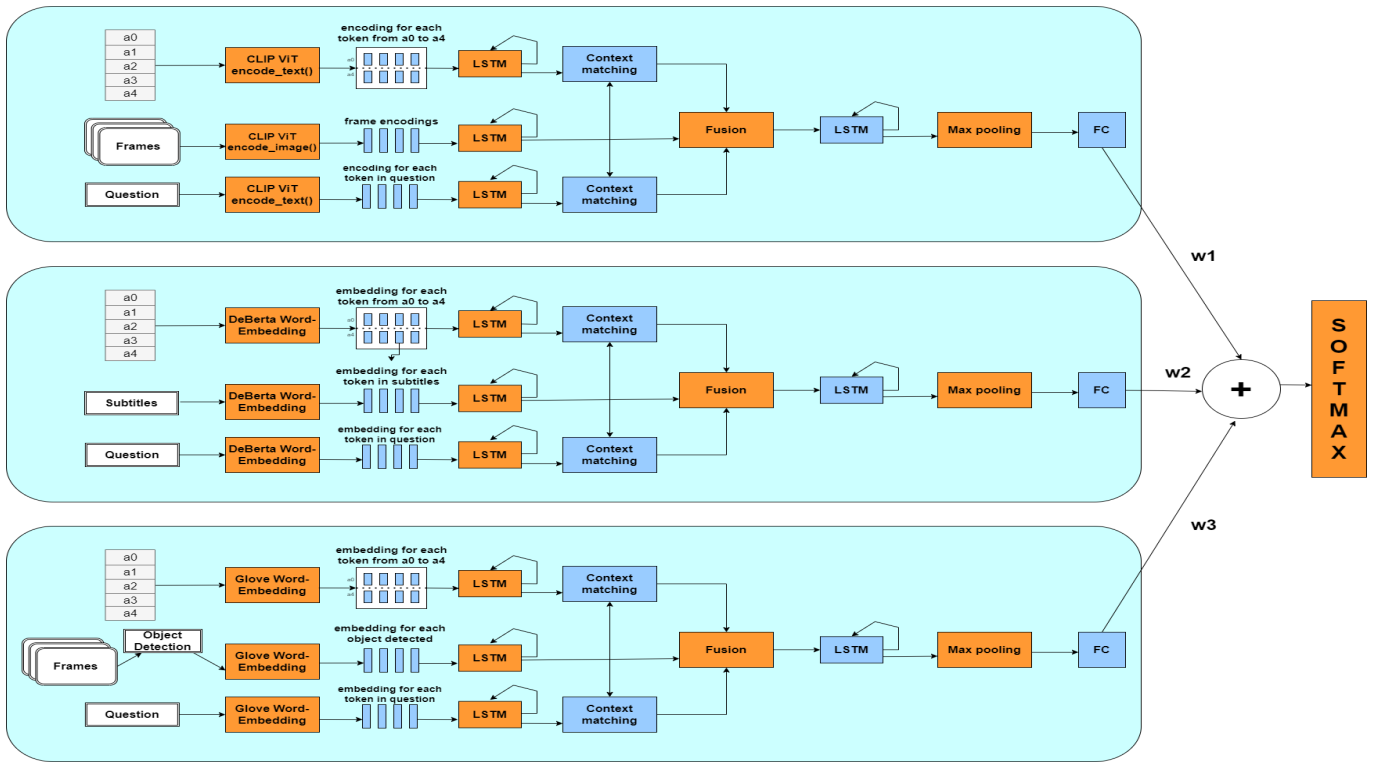 a0
a1
a2
a3
a4
CLIP ViT
encode_text()
encoding for each
token from a0 to a4
a0
a4
LSTM
Context
matching
Frames
CLIP ViT
encode_image()
frame encodings
LSTM
Fusion
LSTM
Max pooling
FC
Question
CLIP ViT
encode_text()
encoding for each
token in question
LSTM
Context
matching
w1
a0
a1
a2
a3
a4
DeBerta Word-
Embedding
embedding for each
token from a0 to a4
a0
a4
LSTM
Context
matching
Subtitles
DeBerta Word-
Embedding
embedding for each
token in subtitles
LSTM
Fusion
LSTM
Max pooling
FC
w2
+
SOFTMAX
Question
DeBerta Word-
Embedding
embedding for each
token in question
LSTM
Context
matching
w3
a0
a1
a2
a3
a4
Glove Word-
Embedding
embedding for each
token from a0 to a4
a0
a4
LSTM
Context
matching
Frames
Object
Detection
Glove Word-
Embedding
embedding for each
object detected
LSTM
Fusion
LSTM
Max pooling
FC
Question
Glove Word-
Embedding
embedding for each
token in question
LSTM
Context
matching